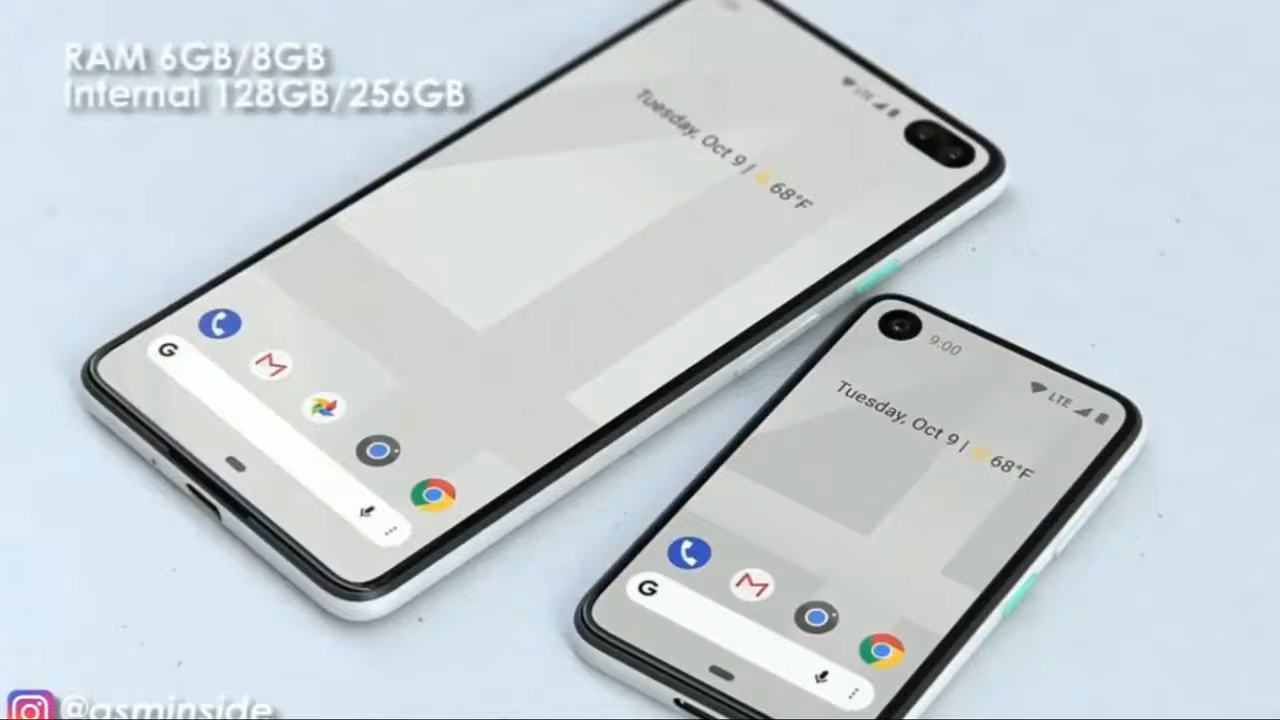 RAM 6GB/8GB
Internal 128GB/256GB
LTE
Tuesday, Oct 9 | 68°F
G
9:00
LTE
Tuesday, Oct 9 | 68°F
G
@asminside